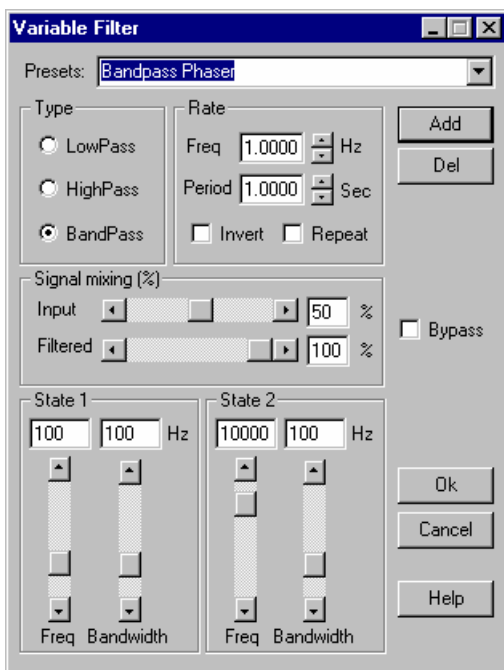 Variable Filter
Presets: Bandpass Phaser
Type
LowPass
HighPass
BandPass
Rate
Freq 1.0000 Hz
Period 1.0000 Sec
Invert Repeat
Add
Del
Signal mixing (%)
Input 50 %
Filtered 100 %
Bypass
State 1
100 100 Hz
Freq Bandwidth
State 2
10000 100 Hz
Freq Bandwidth
Ok
Cancel
Help